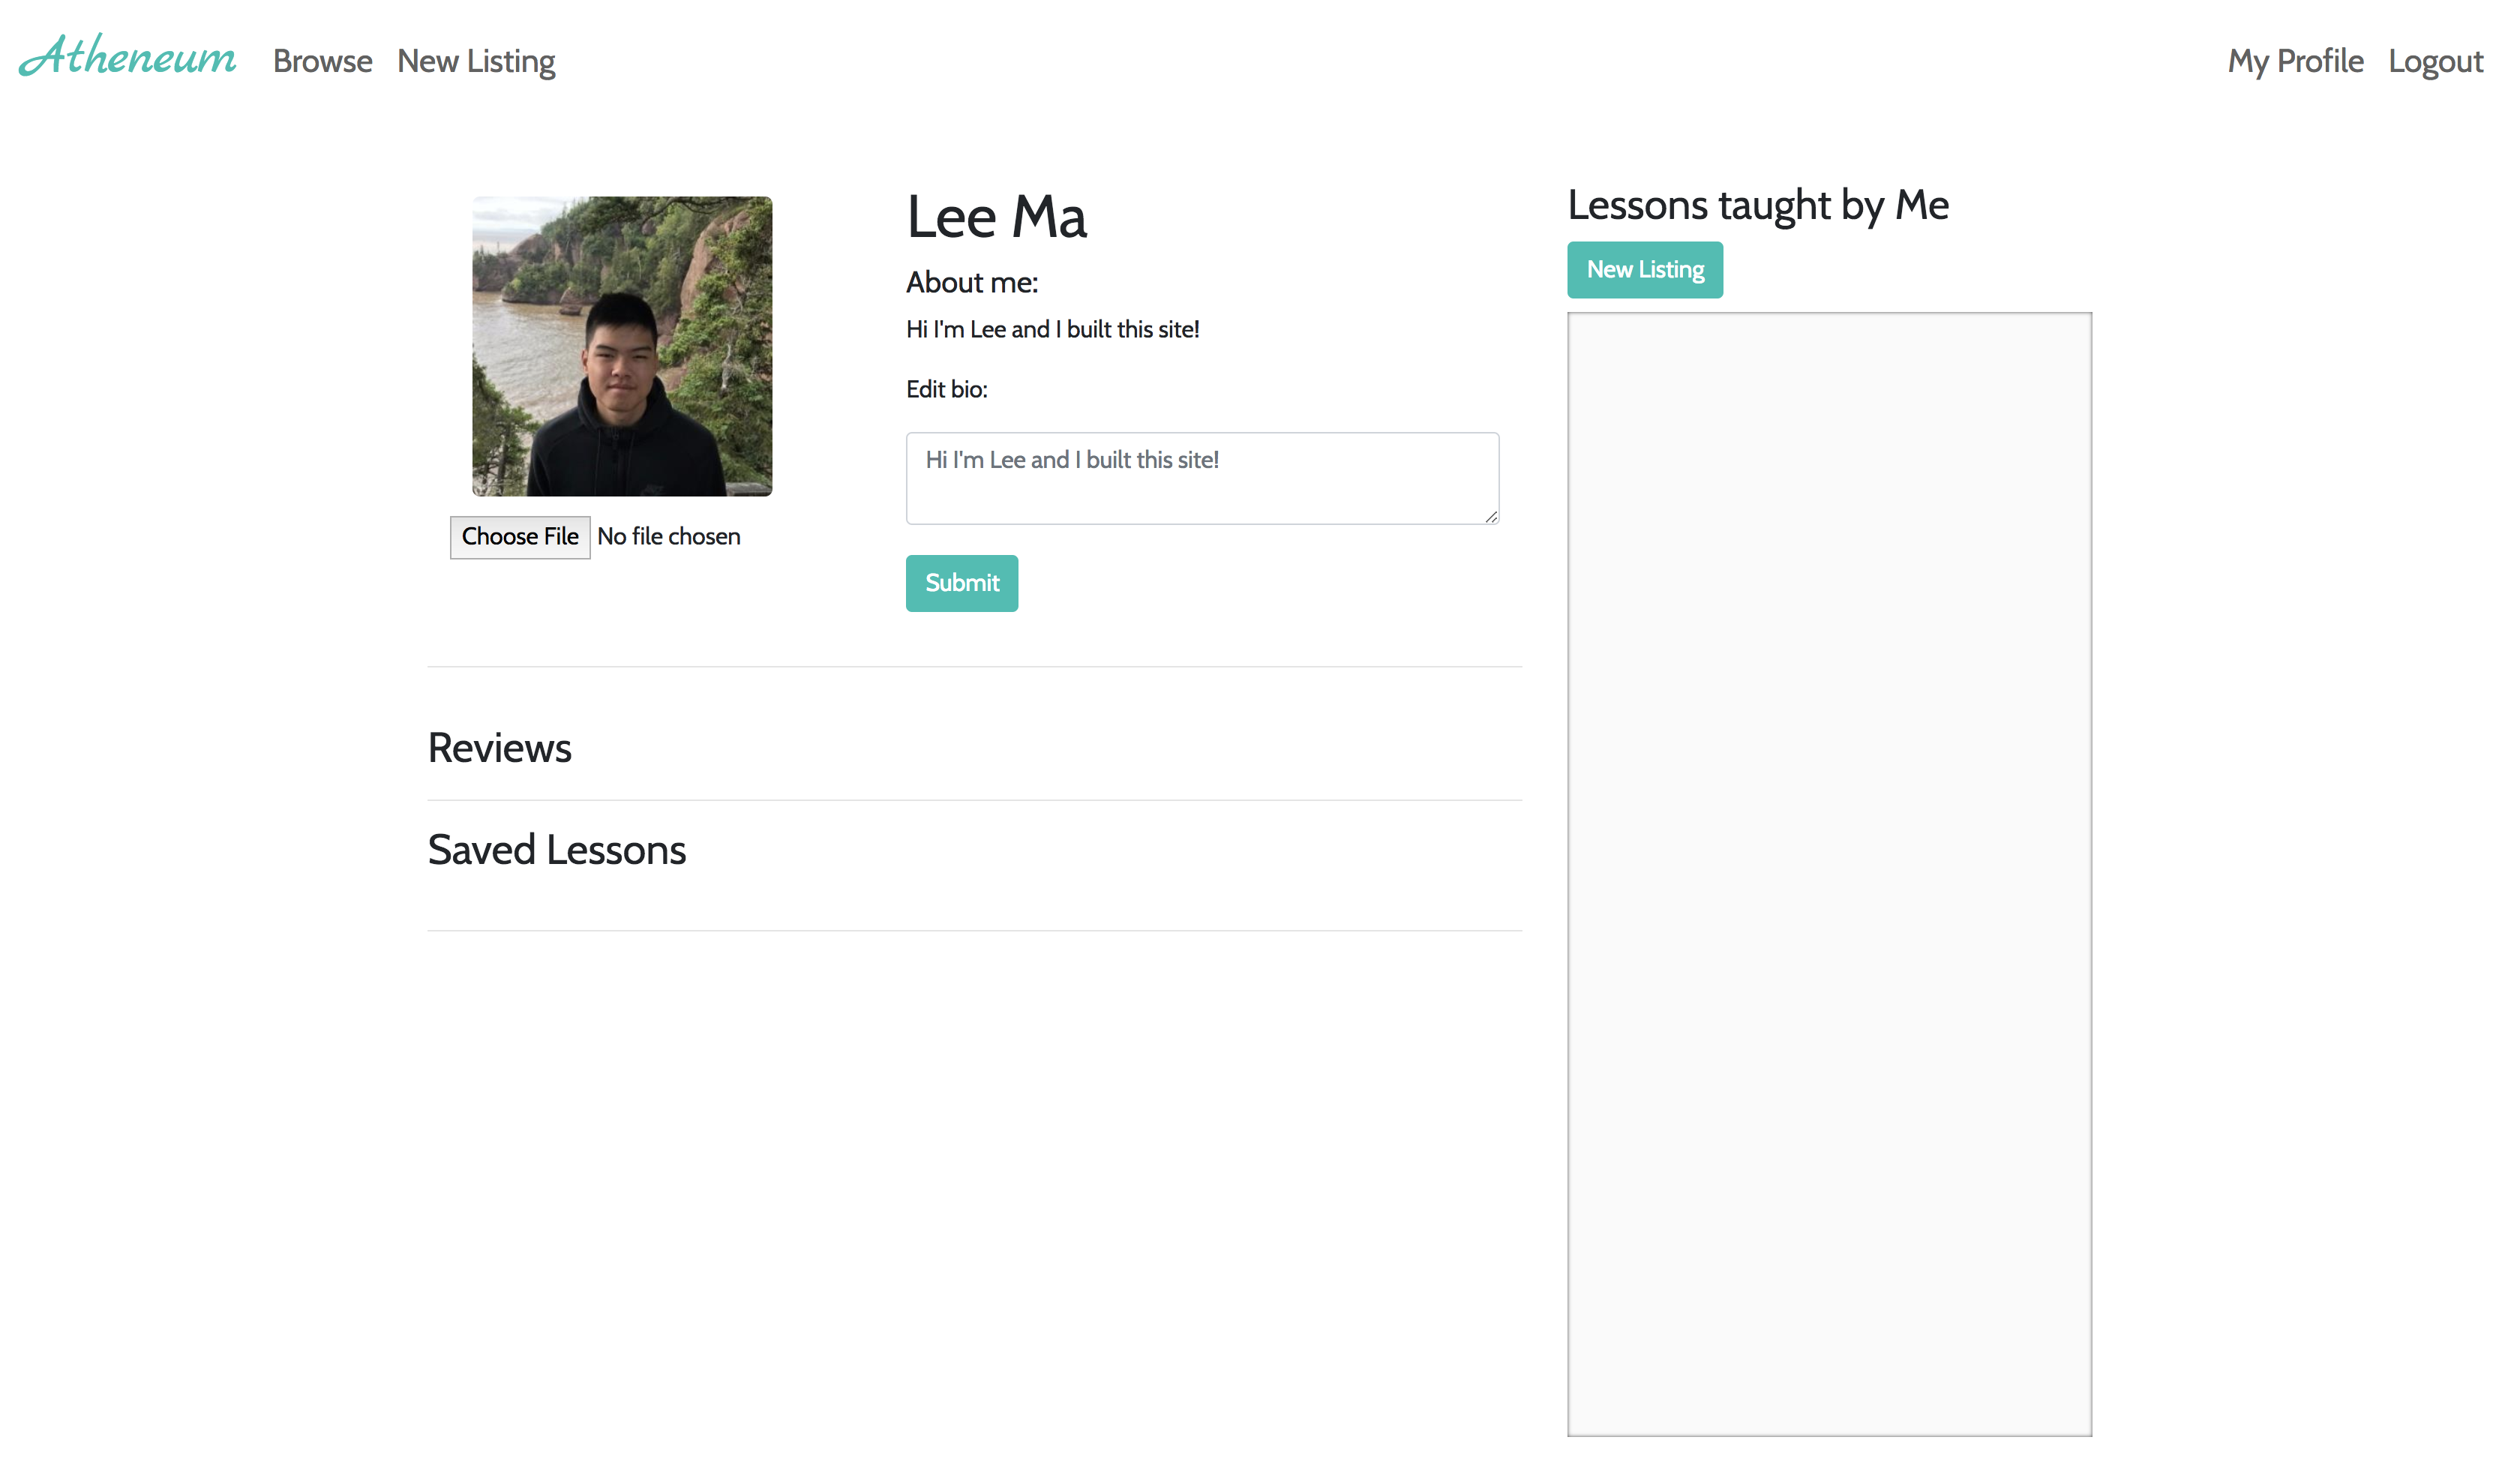 Atheneum Browse New Listing My Profile Logout
Lee Ma
About me:
Hi I'm Lee and I built this site!
Edit bio:
Hi I'm Lee and I built this site!
Submit
Choose File No file chosen
Reviews
Saved Lessons
Lessons taught by Me
New Listing